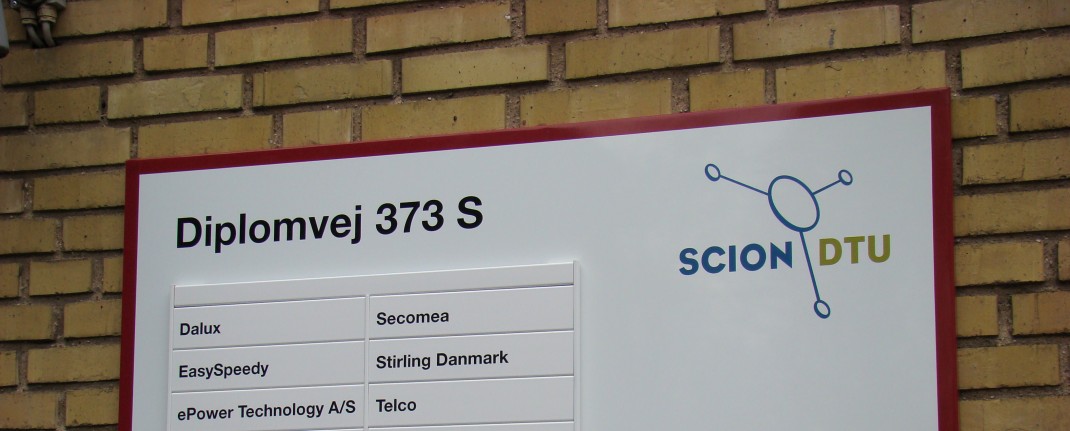 Diplomvej 373 S
SCION DTU
Dalux
Secomea
EasySpeedy
Stirling Danmark
ePower Technology A/S
Telco